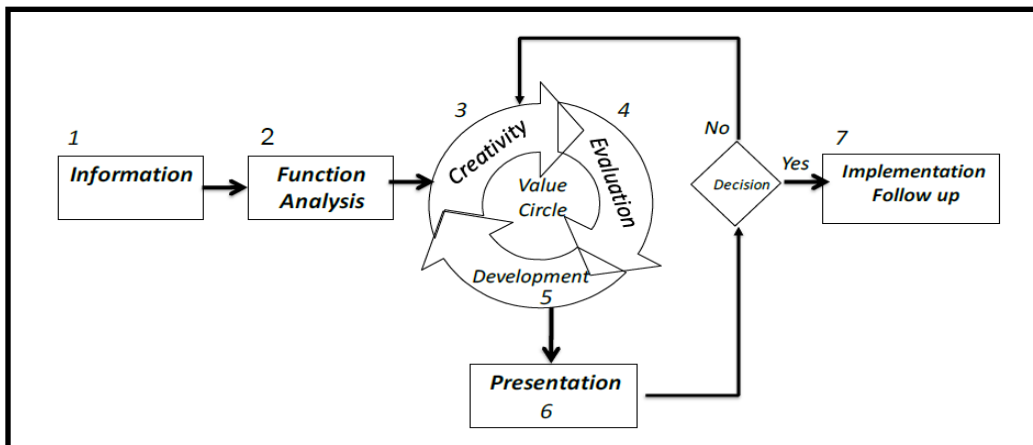 1
Information
2
Function
Analysis
3
Creativity
4
Evaluation
Value
Circle
Development
5
Presentation
6
Decision
No
Yes
7
Implementation
Follow up